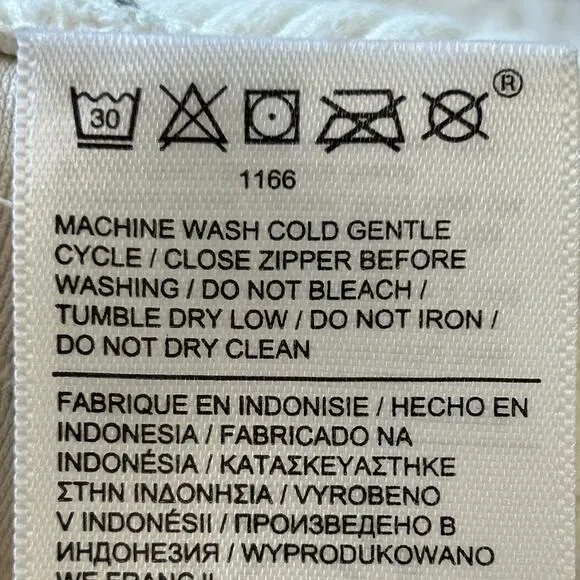 30
®
1166
MACHINE WASH COLD GENTLE
CYCLE / CLOSE ZIPPER BEFORE
WASHING / DO NOT BLEACH /
TUMBLE DRY LOW / DO NOT IRON /
DO NOT DRY CLEAN
FABRIQUE EN INDONISIE / HECHO EN
INDONESIA / FABRICADO NA
INDONÉSIA / ΚΑΤΑΣΚΕΥΑΣΤΗΚΕ
ΣΤΗΝ ΙΝΔΟΝΗΣΙΑ / VYROBENO
V INDONÉSII / ПРОИЗВЕДЕНО В
ИНДОНЕЗИЯ / WYPRODUKOWANO